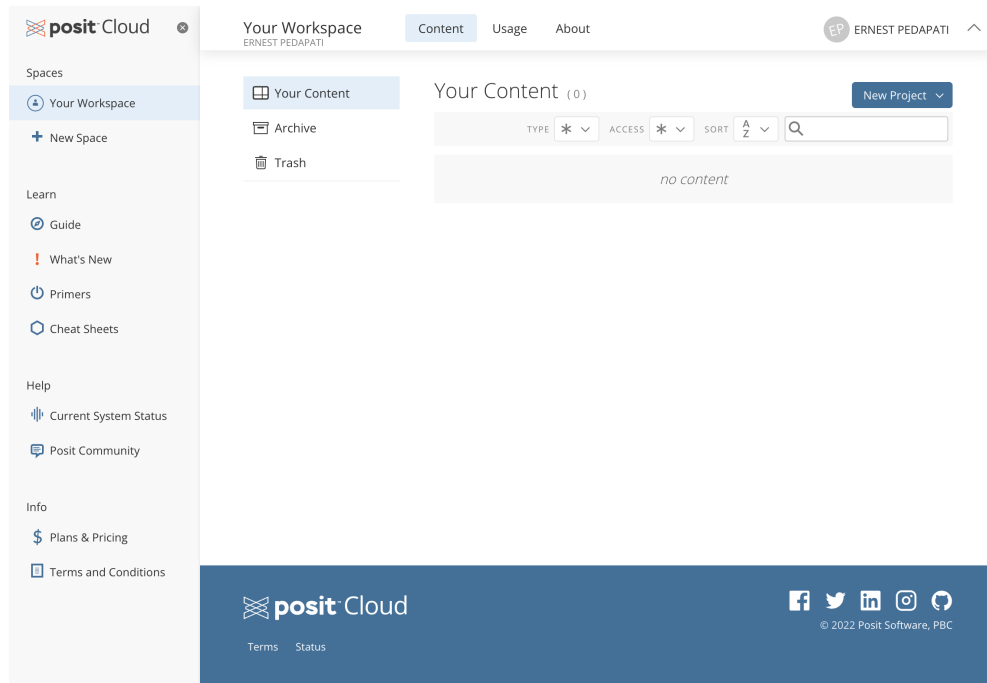 posit Cloud
Spaces
Your Workspace
New Space
Learn
Guide
What's New
Primers
Cheat Sheets
Help
Current System Status
Posit Community
Info
Plans & Pricing
Terms and Conditions
Your Workspace
ERNEST PEDAPATI
Content Usage About
EP ERNEST PEDAPATI
Your Content
Archive
Trash
Your Content (0)
New Project
TYPE * ACCESS * SORT A Z
no content
posit Cloud
Terms Status
© 2022 Posit Software, PBC